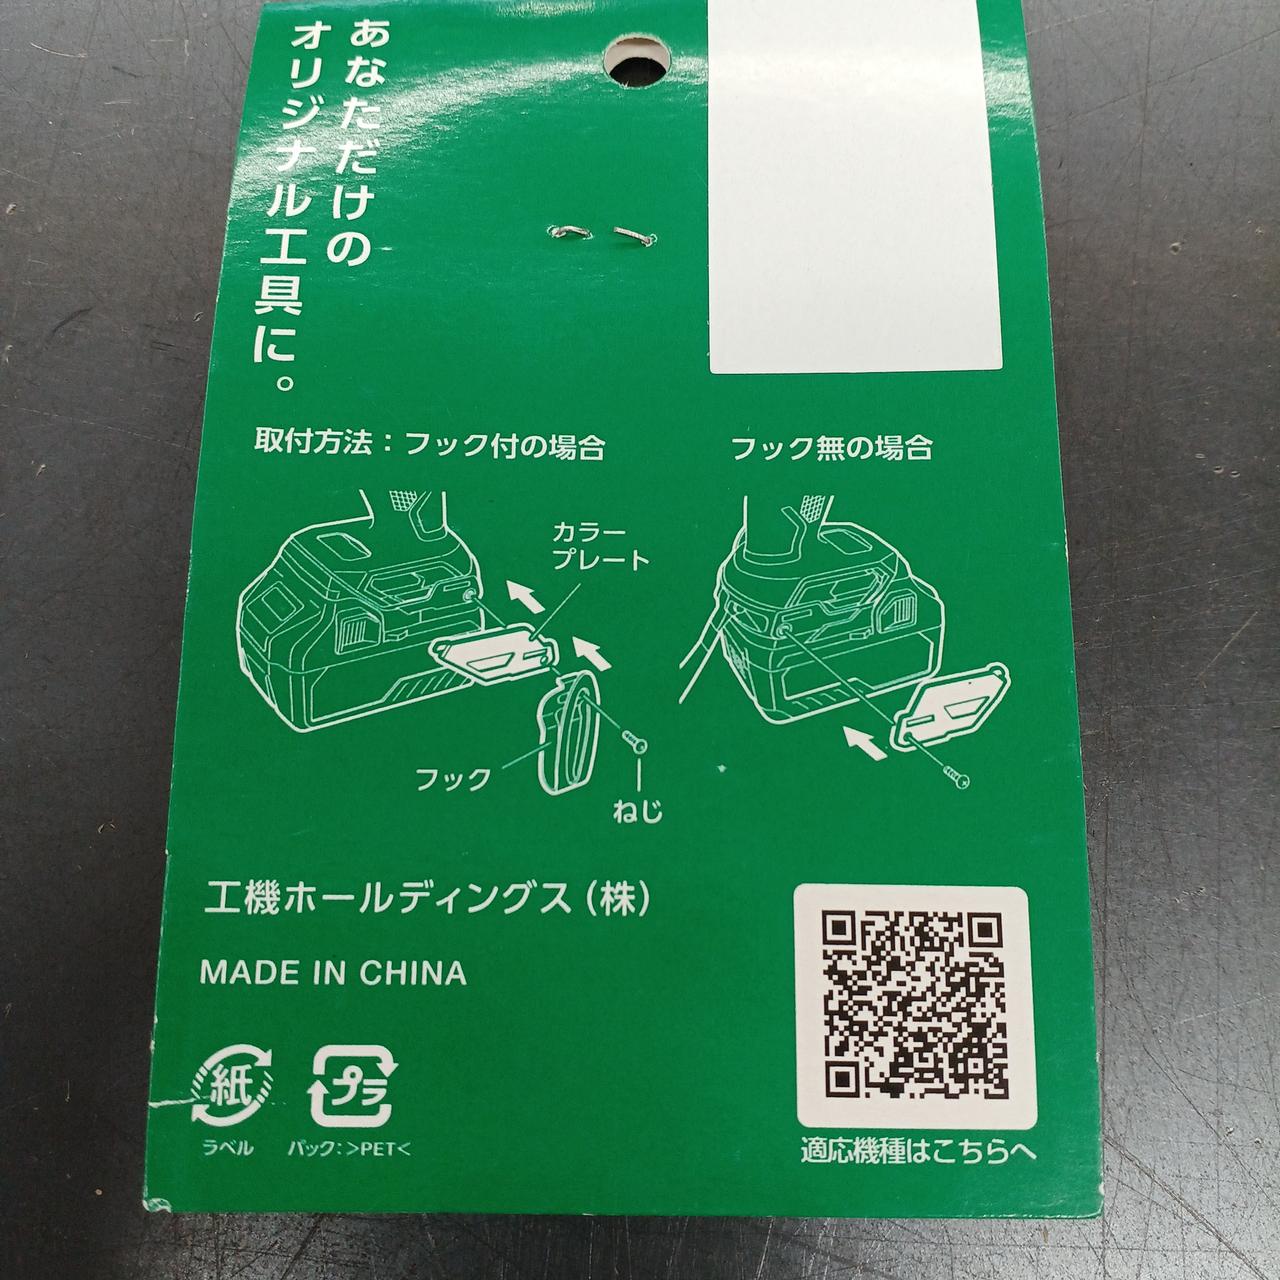 あなただけの
オリジナル工具に。
取付方法：フック付の場合
フック無の場合
カラー
プレート
フック
ねじ
工機ホールディングス（株）
MADE IN CHINA
紙
プラ
ラベル
パック：>PET<
適応機種はこちらへ